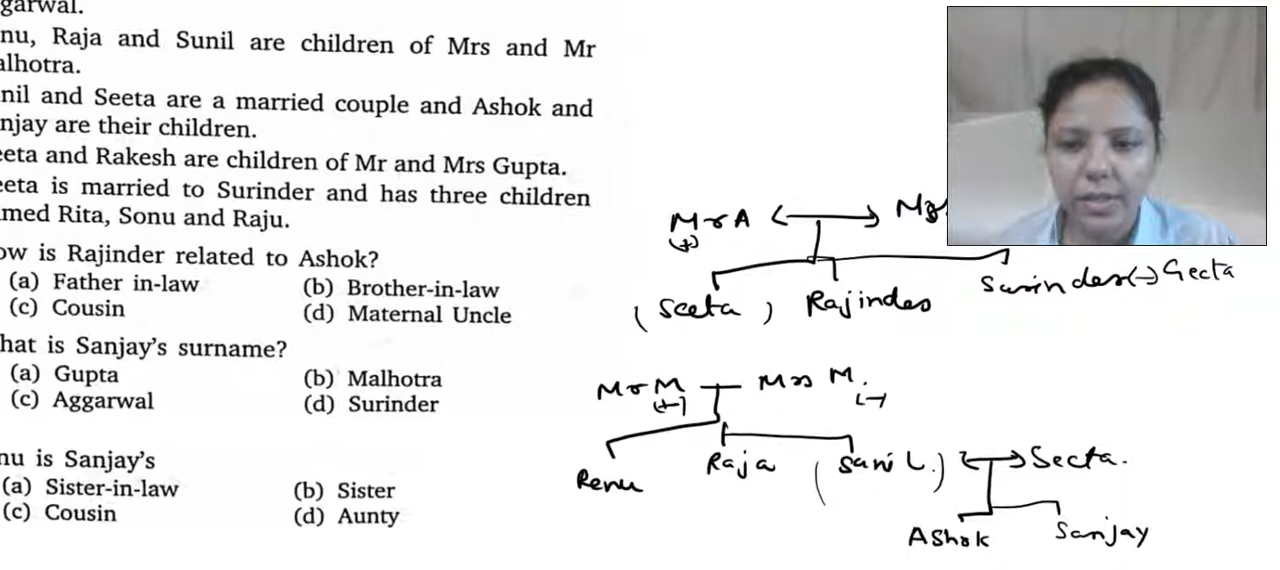 garwal.
nu, Raja and Sunil are children of Mrs and Mr
alhotra.
nil and Seeta are a married couple and Ashok and
njay are their children.
eeta and Rakesh are children of Mr and Mrs Gupta.
eeta is married to Surinder and has three children
med Rita, Sonu and Raju.
ow is Rajinder related to Ashok?
(a) Father in-law (b) Brother-in-law
(c) Cousin (d) Maternal Uncle
hat is Sanjay's surname?
(a) Gupta (b) Malhotra
(c) Aggarwal (d) Surinder
nu is Sanjay's
(a) Sister-in-law (b) Sister
(c) Cousin (d) Aunty
Mr A Mr
(+)
(Seeta) Rajinder Surinder(-) Geeta
Mr M Mrs M.
(+) (-)
Renu Raja (Sunil) Seeta.
Ashok Sanjay